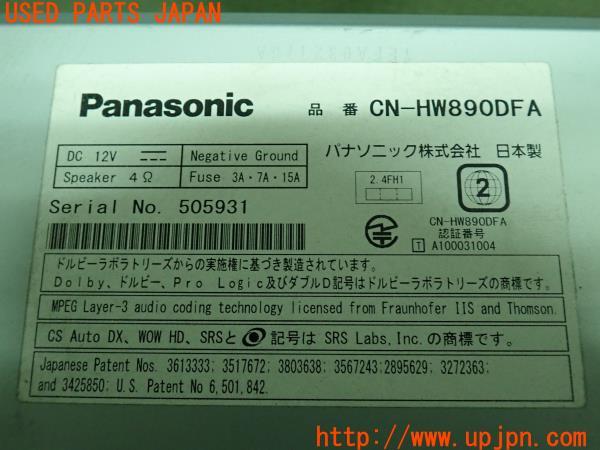 USED PARTS JAPAN
Panasonic 品番 CN-HW890DFA
DC 12V Negative Ground
Speaker 4Ω Fuse 3A・7A・15A
パナソニック株式会社 日本製
2.4FH1
2
Serial No. 505931
CN-HW890DFA
認証番号
T A100031004
ドルビーラボラトリーズからの実施権に基づき製造されています。
Dolby、ドルビー、Pro Logic及びダブルD記号はドルビーラボラトリーズの商標です。
MPEG Layer-3 audio coding technology licensed from Fraunhofer IIS and Thomson.
CS Auto DX, WOW HD, SRSと 記号は SRS Labs, Inc. の商標です。
Japanese Patent Nos. 3613333; 3517672; 3803638; 3567243; 2895629; 3272363;
and 3425850; U.S. Patent No 6,501,842.
http://www.upjpn.com/